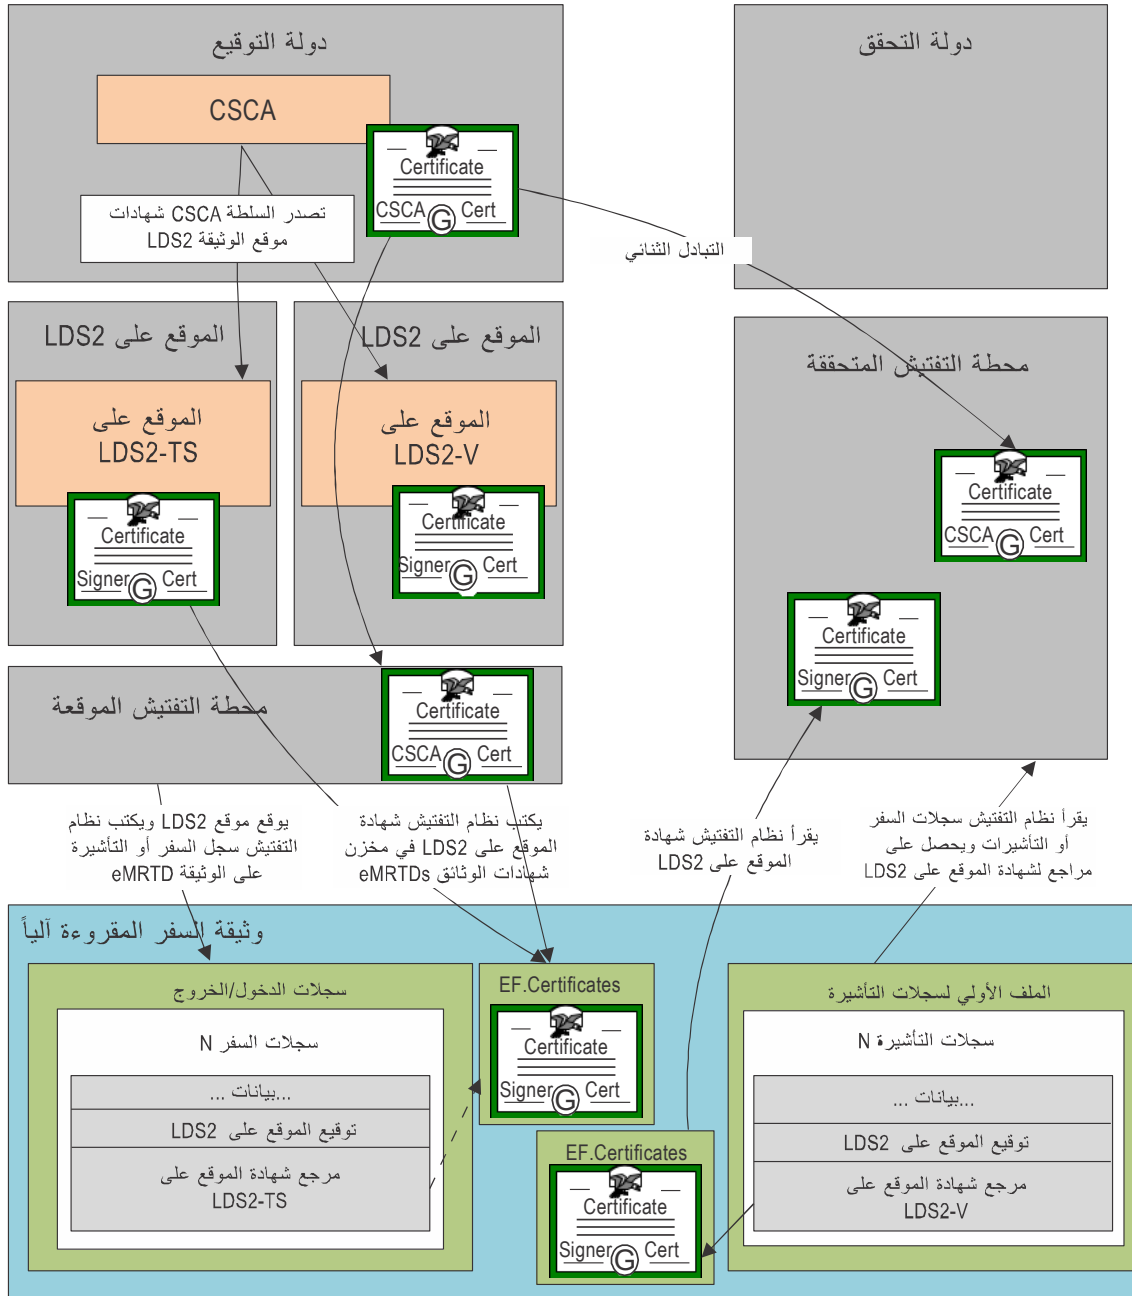 دولة التوقيع
دولة التحقق
CSCA
Certificate
CSCA G Cert
تصدر السلطة CSCA شهادات
موقع الوثيقة LDS2
التبادل الثنائي
الموقع على LDS2
الموقع على LDS2
الموقع على
LDS2-TS
الموقع على
LDS2-V
Certificate
Signer G Cert
Certificate
Signer G Cert
محطة التفتيش المتحققة
Certificate
CSCA G Cert
Certificate
Signer G Cert
محطة التفتيش الموقعة
Certificate
CSCA G Cert
يوقع موقع LDS2 ويكتب نظام
التفتيش سجل السفر أو التأشيرة
على الوثيقة eMRTD
يكتب نظام التفتيش شهادة
الموقع على LDS2 في مخزن
شهادات الوثائق eMRTDs
يقرأ نظام التفتيش شهادة
الموقع على LDS2
يقرأ نظام التفتيش سجلات السفر
أو التأشيرات ويحصل على
مراجع لشهادة الموقع على LDS2
وثيقة السفر المقروءة آلياً
سجلات الدخول/الخروج
سجلات السفر N
...بيانات ...
توقيع الموقع على LDS2
مرجع شهادة الموقع على
LDS2-TS
EF.Certificates
Certificate
Signer G Cert
EF.Certificates
Certificate
Signer G Cert
الملف الأولي لسجلات التأشيرة
سجلات التأشيرة N
...بيانات ...
توقيع الموقع على LDS2
مرجع شهادة الموقع على
LDS2-V